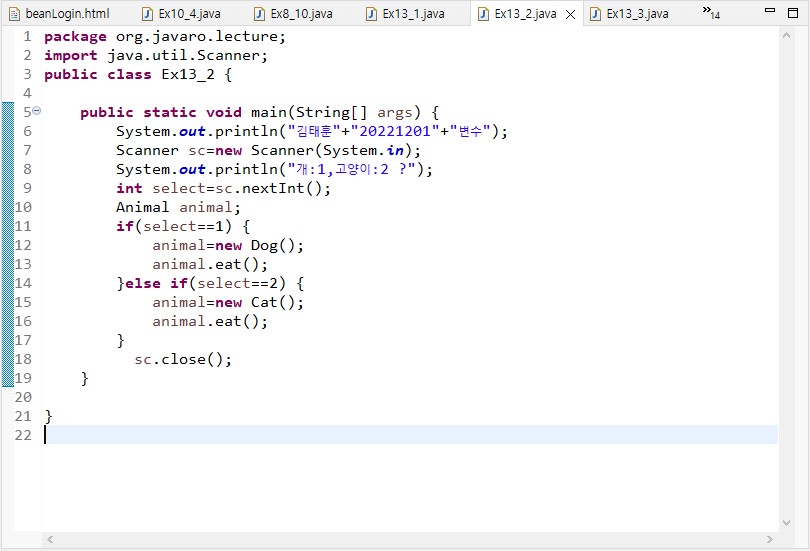 beanLogin.html Ex10_4.java Ex8_10.java Ex13_1.java Ex13_2.java Ex13_3.java »14
1 package org.javaro.lecture;
2 import java.util.Scanner;
3 public class Ex13_2 {
4
5 public static void main(String[] args) {
6 System.out.println("김태훈"+"20221201"+"변수");
7 Scanner sc=new Scanner(System.in);
8 System.out.println("개:1,고양이:2 ?");
9 int select=sc.nextInt();
10 Animal animal;
11 if(select==1) {
12 animal=new Dog();
13 animal.eat();
14 }else if(select==2) {
15 animal=new Cat();
16 animal.eat();
17 }
18 sc.close();
19 }
20
21 }
22